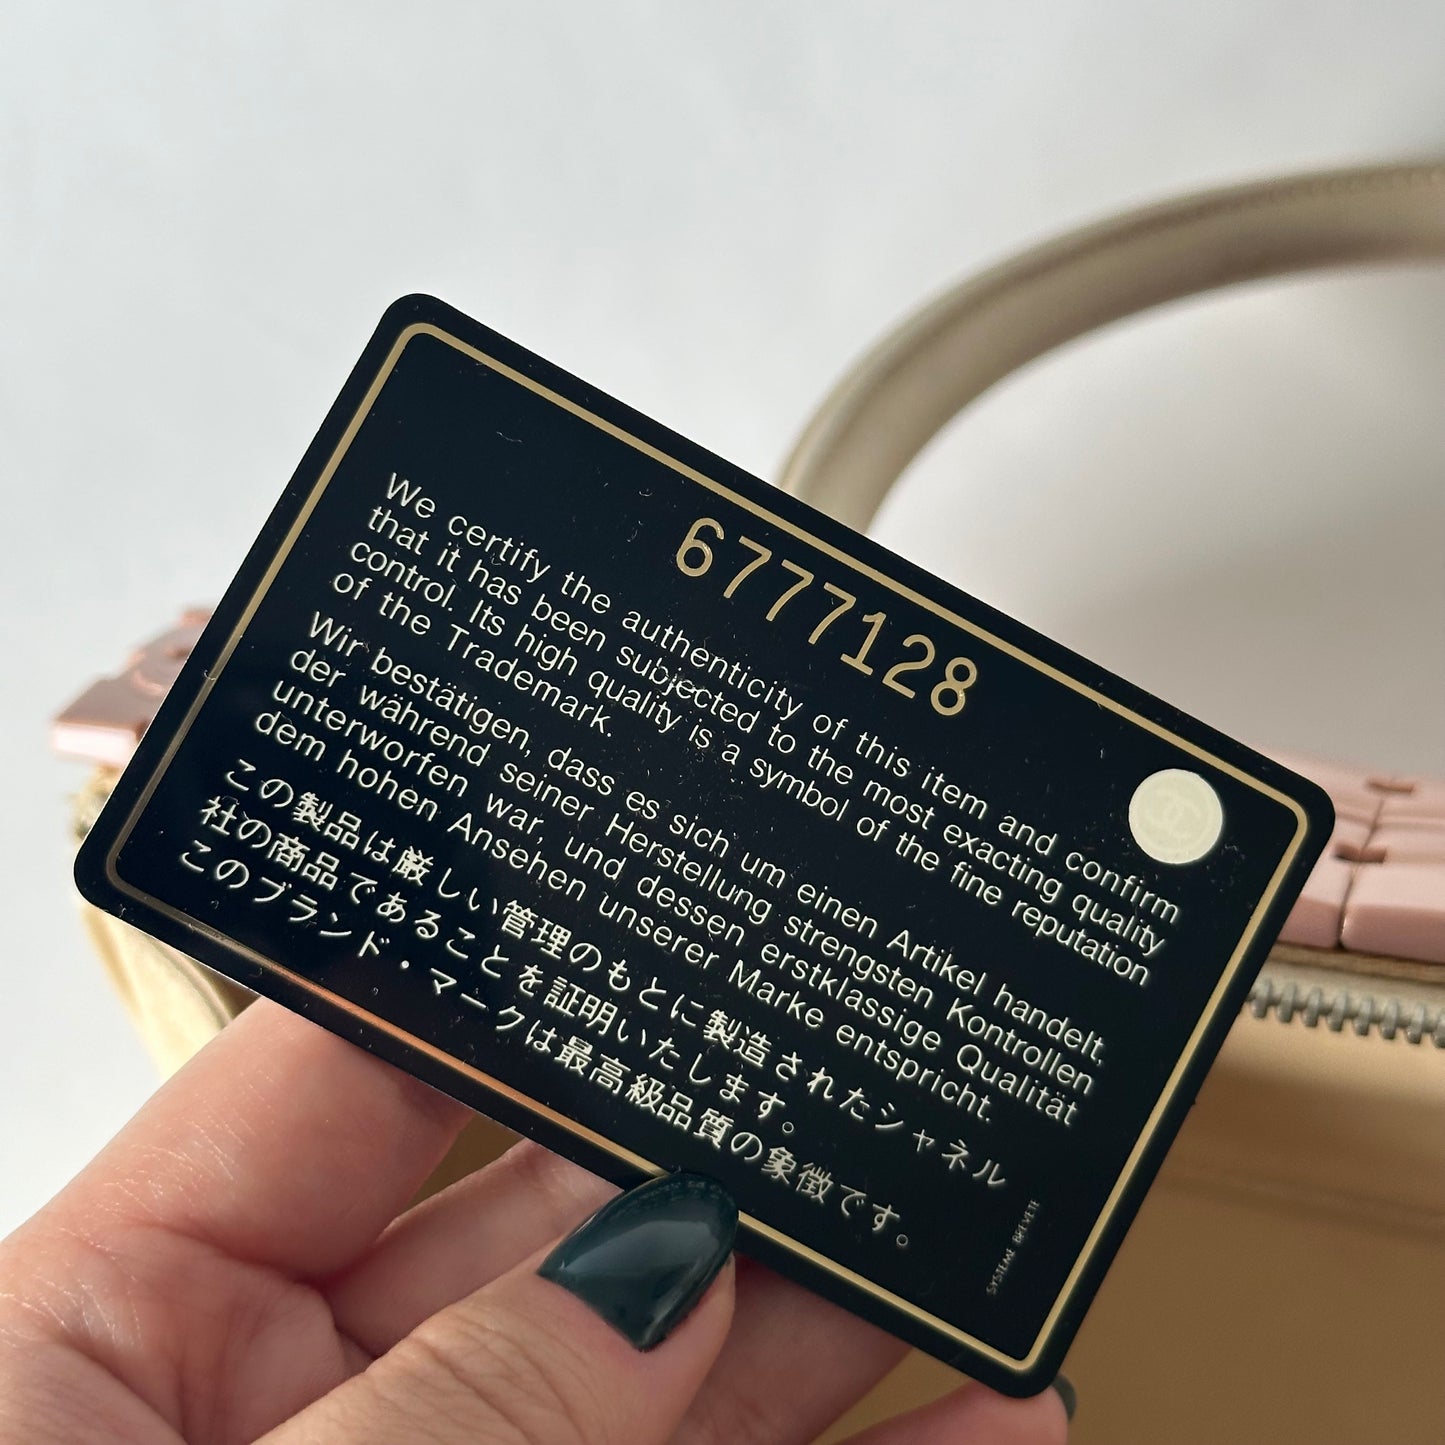 6777128
We certify the authenticity of this item and confirm
that it has been subjected to the most exacting quality
control. Its high quality is a symbol of the fine reputation
of the Trademark.
Wir bestätigen, dass es sich um einen Artikel handelt,
der während seiner Herstellung strengsten Kontrollen
unterworfen war, und dessen erstklassige Qualität
dem hohen Ansehen unserer Marke entspricht.
この製品は厳しい管理のもとに製造されたシャネル
社の商品であることを証明いたします。
このブランド・マークは最高級品質の象徴です。
SYSTEME BREVETE